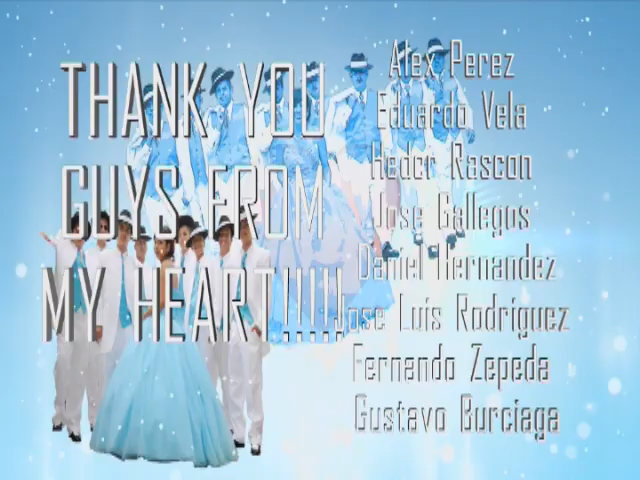 THANK YOU
GUYS FROM
MY HEART!!!!!
Alex Perez
Eduardo Vela
Heder Rascon
Jose Gallegos
Daniel Hernandez
Jose Luis Rodriguez
Fernando Zepeda
Gustavo Burciaga